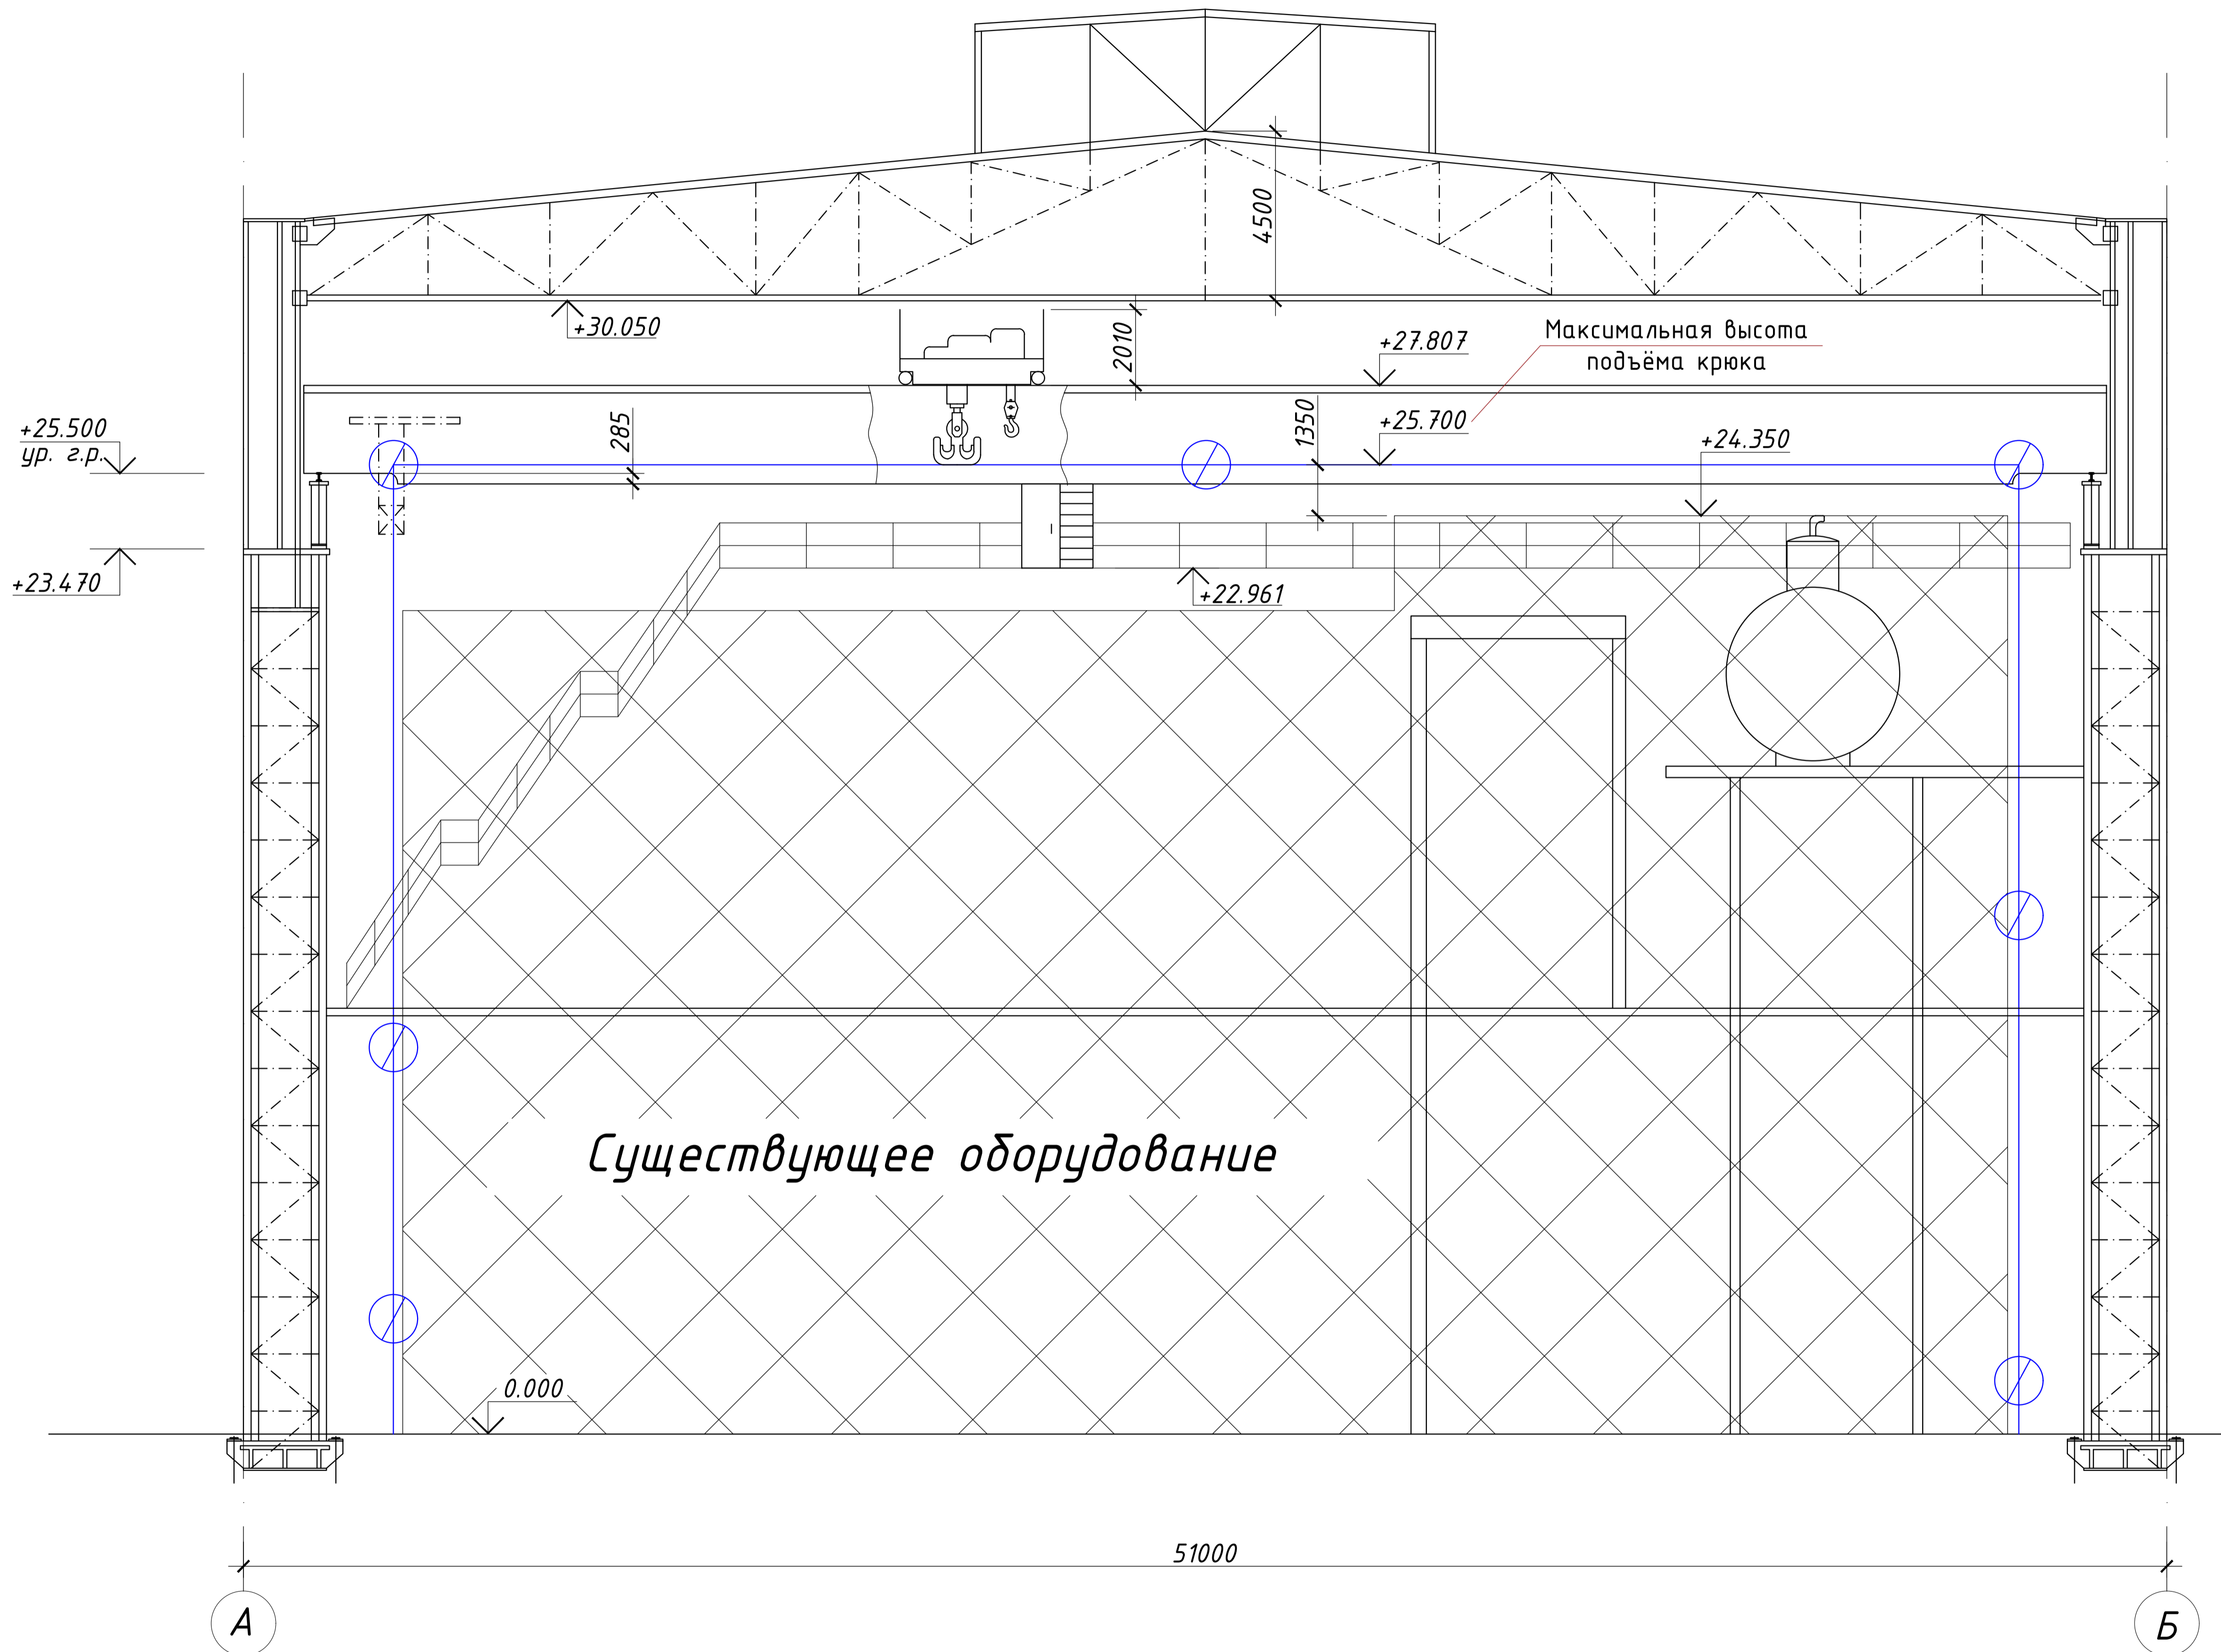 4500
+30.050
2010
+27.807
Максимальная высота
подъёма крюка
+25.500
ур. г.р.
285
1350
+25.700
+24.350
+23.470
+22.961
Существующее оборудование
0.000
51000
А
Б